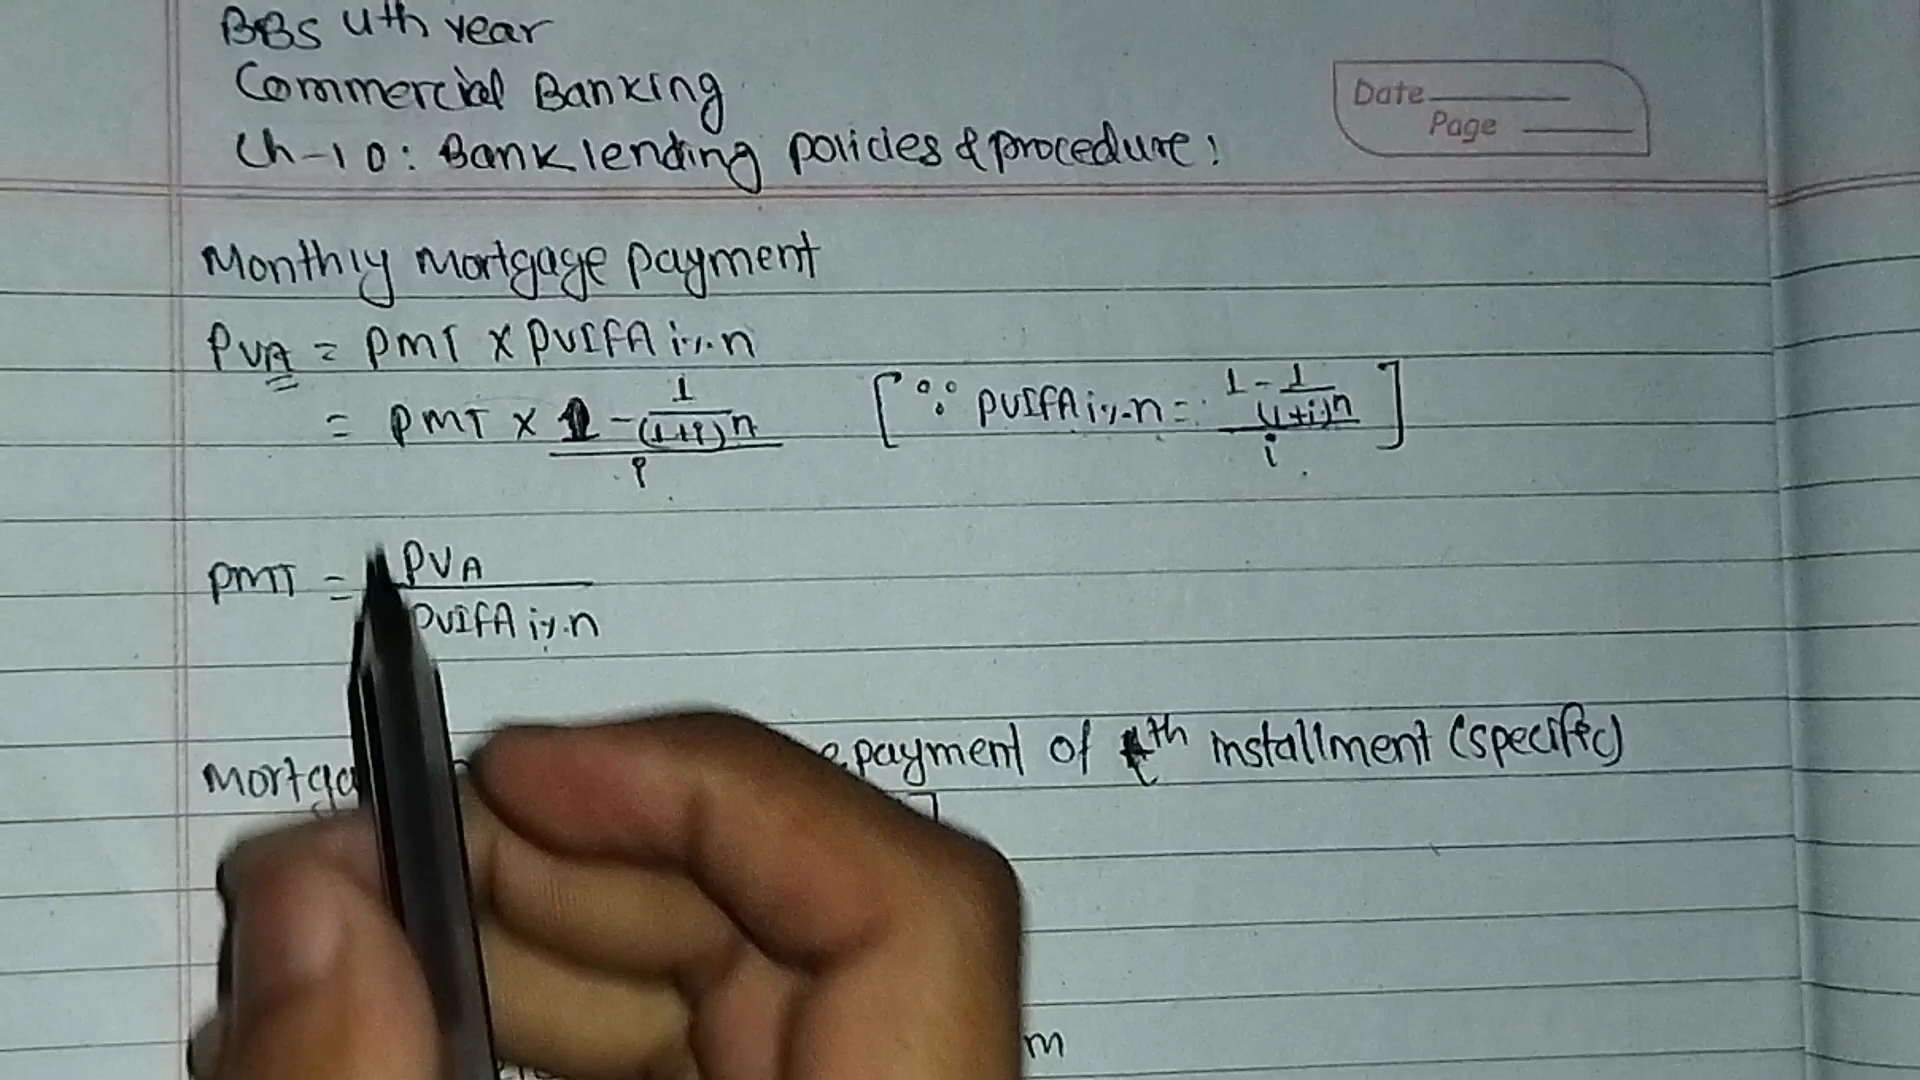 BBS 4th Year
Commercial Banking
Ch-10: Bank lending policies & procedure:
Date
Page
Monthly Mortgage payment
PVA = PMT × PVIFA i%.n
= PMT × 1 - 1/(1+i)n / i [∵ PVIFA i%.n = 1 - 1/(1+i)n / i]
PMT = PVA / PVIFA i%.n
payment of th installment (specific)
m